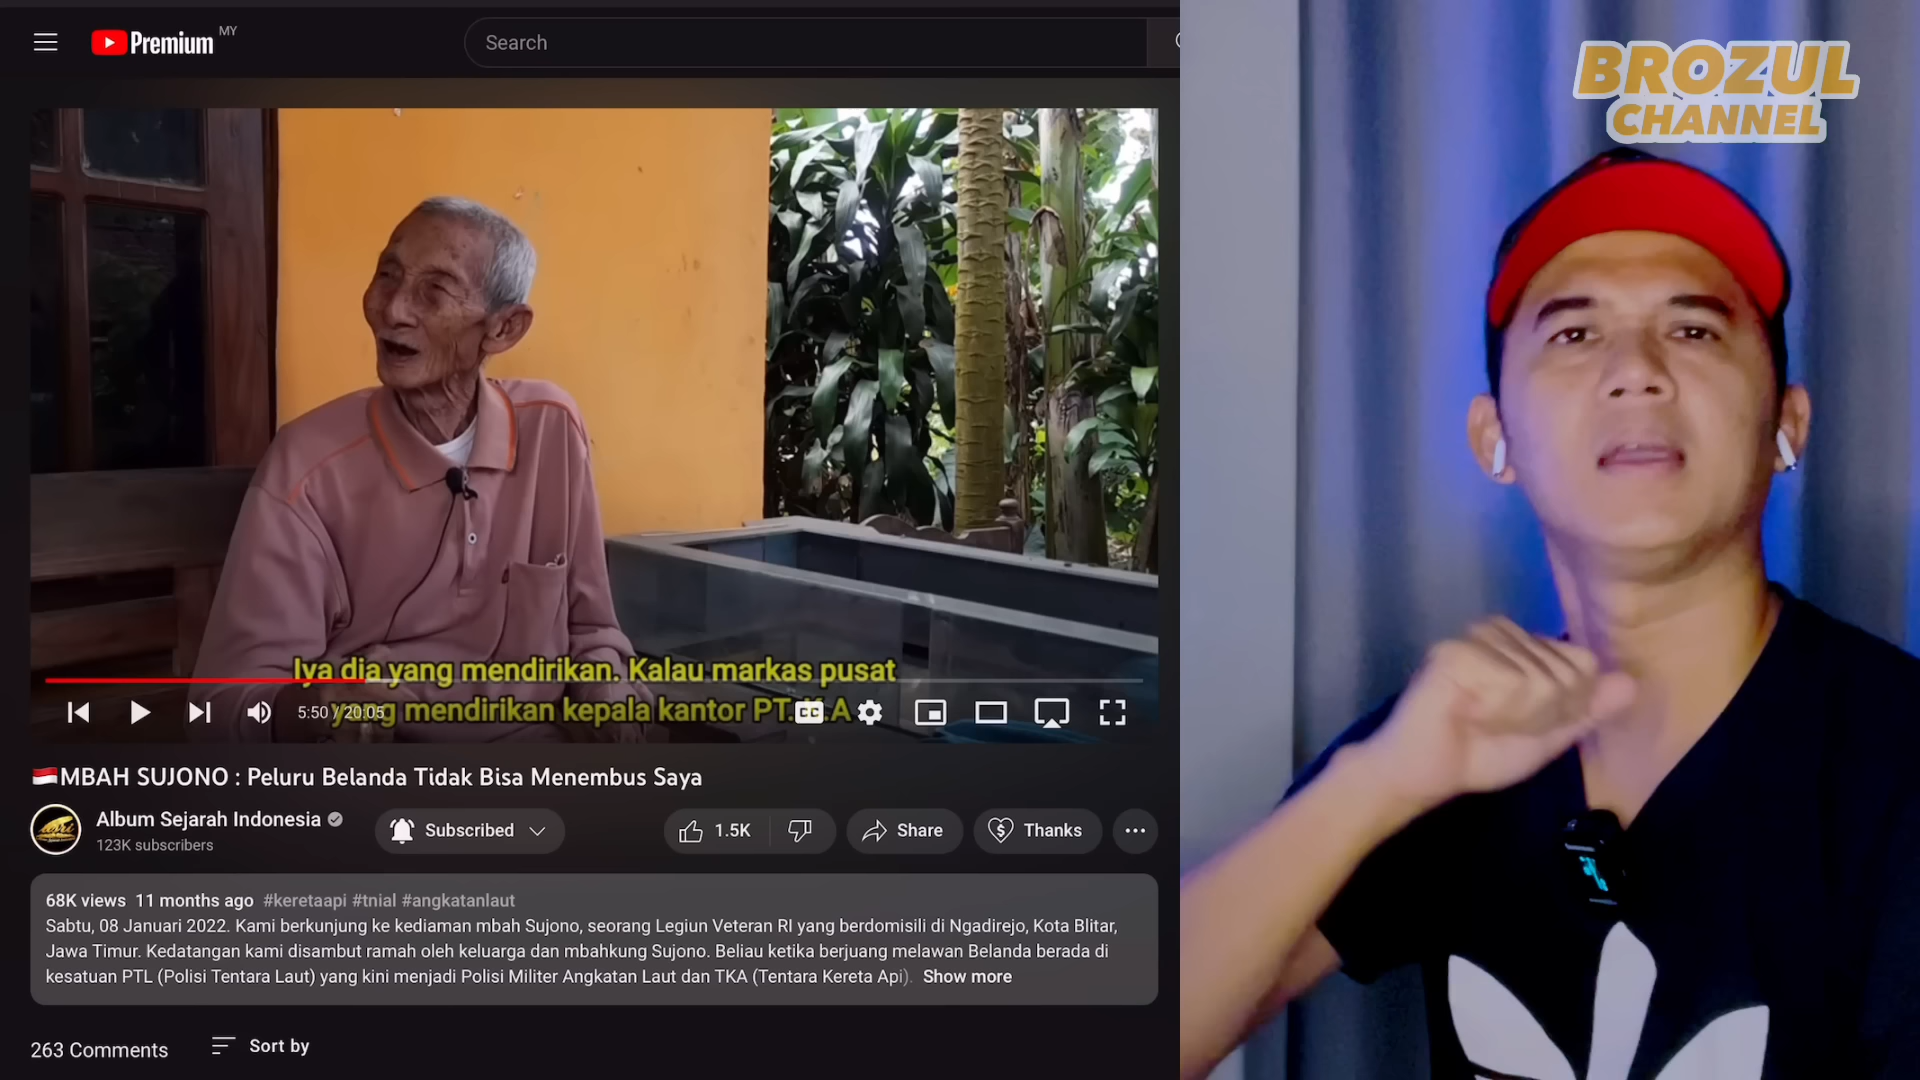 Premium MY
Search
BROZUL
CHANNEL
Iya dia yang mendirikan. Kalau markas pusat
yang mendirikan kepala kantor PT.K.A
5:50 / 20:05
CC
🇮🇩MBAH SUJONO : Peluru Belanda Tidak Bisa Menembus Saya
Album Sejarah Indonesia
123K subscribers
Subscribed
1.5K
Share
Thanks
68K views 11 months ago #keretaapi #tnial #angkatanlaut
Sabtu, 08 Januari 2022. Kami berkunjung ke kediaman mbah Sujono, seorang Legiun Veteran RI yang berdomisili di Ngadirejo, Kota Blitar,
Jawa Timur. Kedatangan kami disambut ramah oleh keluarga dan mbahkung Sujono. Beliau ketika berjuang melawan Belanda berada di
kesatuan PTL (Polisi Tentara Laut) yang kini menjadi Polisi Militer Angkatan Laut dan TKA (Tentara Kereta Api). Show more
263 Comments
Sort by